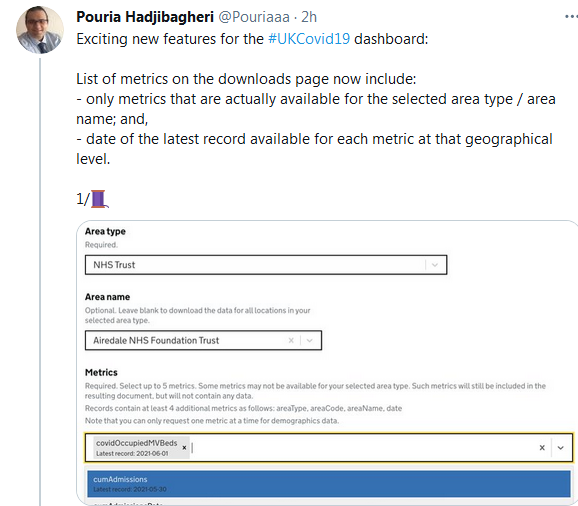 Pouria Hadjibagheri @Pouriaaa · 2h
Exciting new features for the #UKCovid19 dashboard:
List of metrics on the downloads page now include:
- only metrics that are actually available for the selected area type / area
name; and,
- date of the latest record available for each metric at that geographical
level.
1/🧵
Area type
Required.
NHS Trust
Area name
Optional. Leave blank to download the data for all locations in your
selected area type.
Airedale NHS Foundation Trust
Metrics
Required. Select up to 5 metrics. Some metrics may not be available for your selected area type. Such metrics will still be included in the
resulting document, but will not contain any data.
Records contain at least 4 additional metrics as follows: areaType, areaCode, areaName, date
Note that you can only request one metric at a time for demographics data.
covidOccupiedMVBeds
Latest record: 2021-06-01
cumAdmissions
Latest record: 2021-05-30